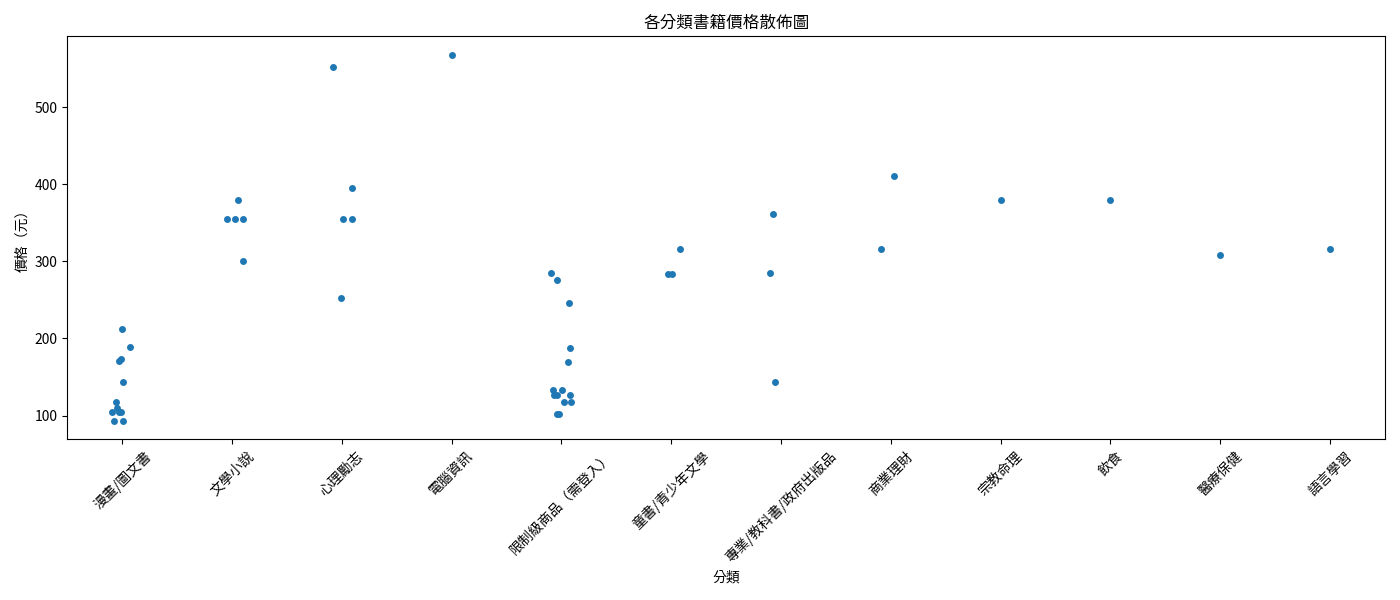 各分類書籍價格散佈圖
價格（元）
500
400
300
200
100
漫畫/圖文書
文學小說
心理勵志
電腦資訊
限制級商品（需登入）
童書/青少年文學
專業/教科書/政府出版品
商業理財
宗教命理
飲食
醫療保健
語言學習
分類